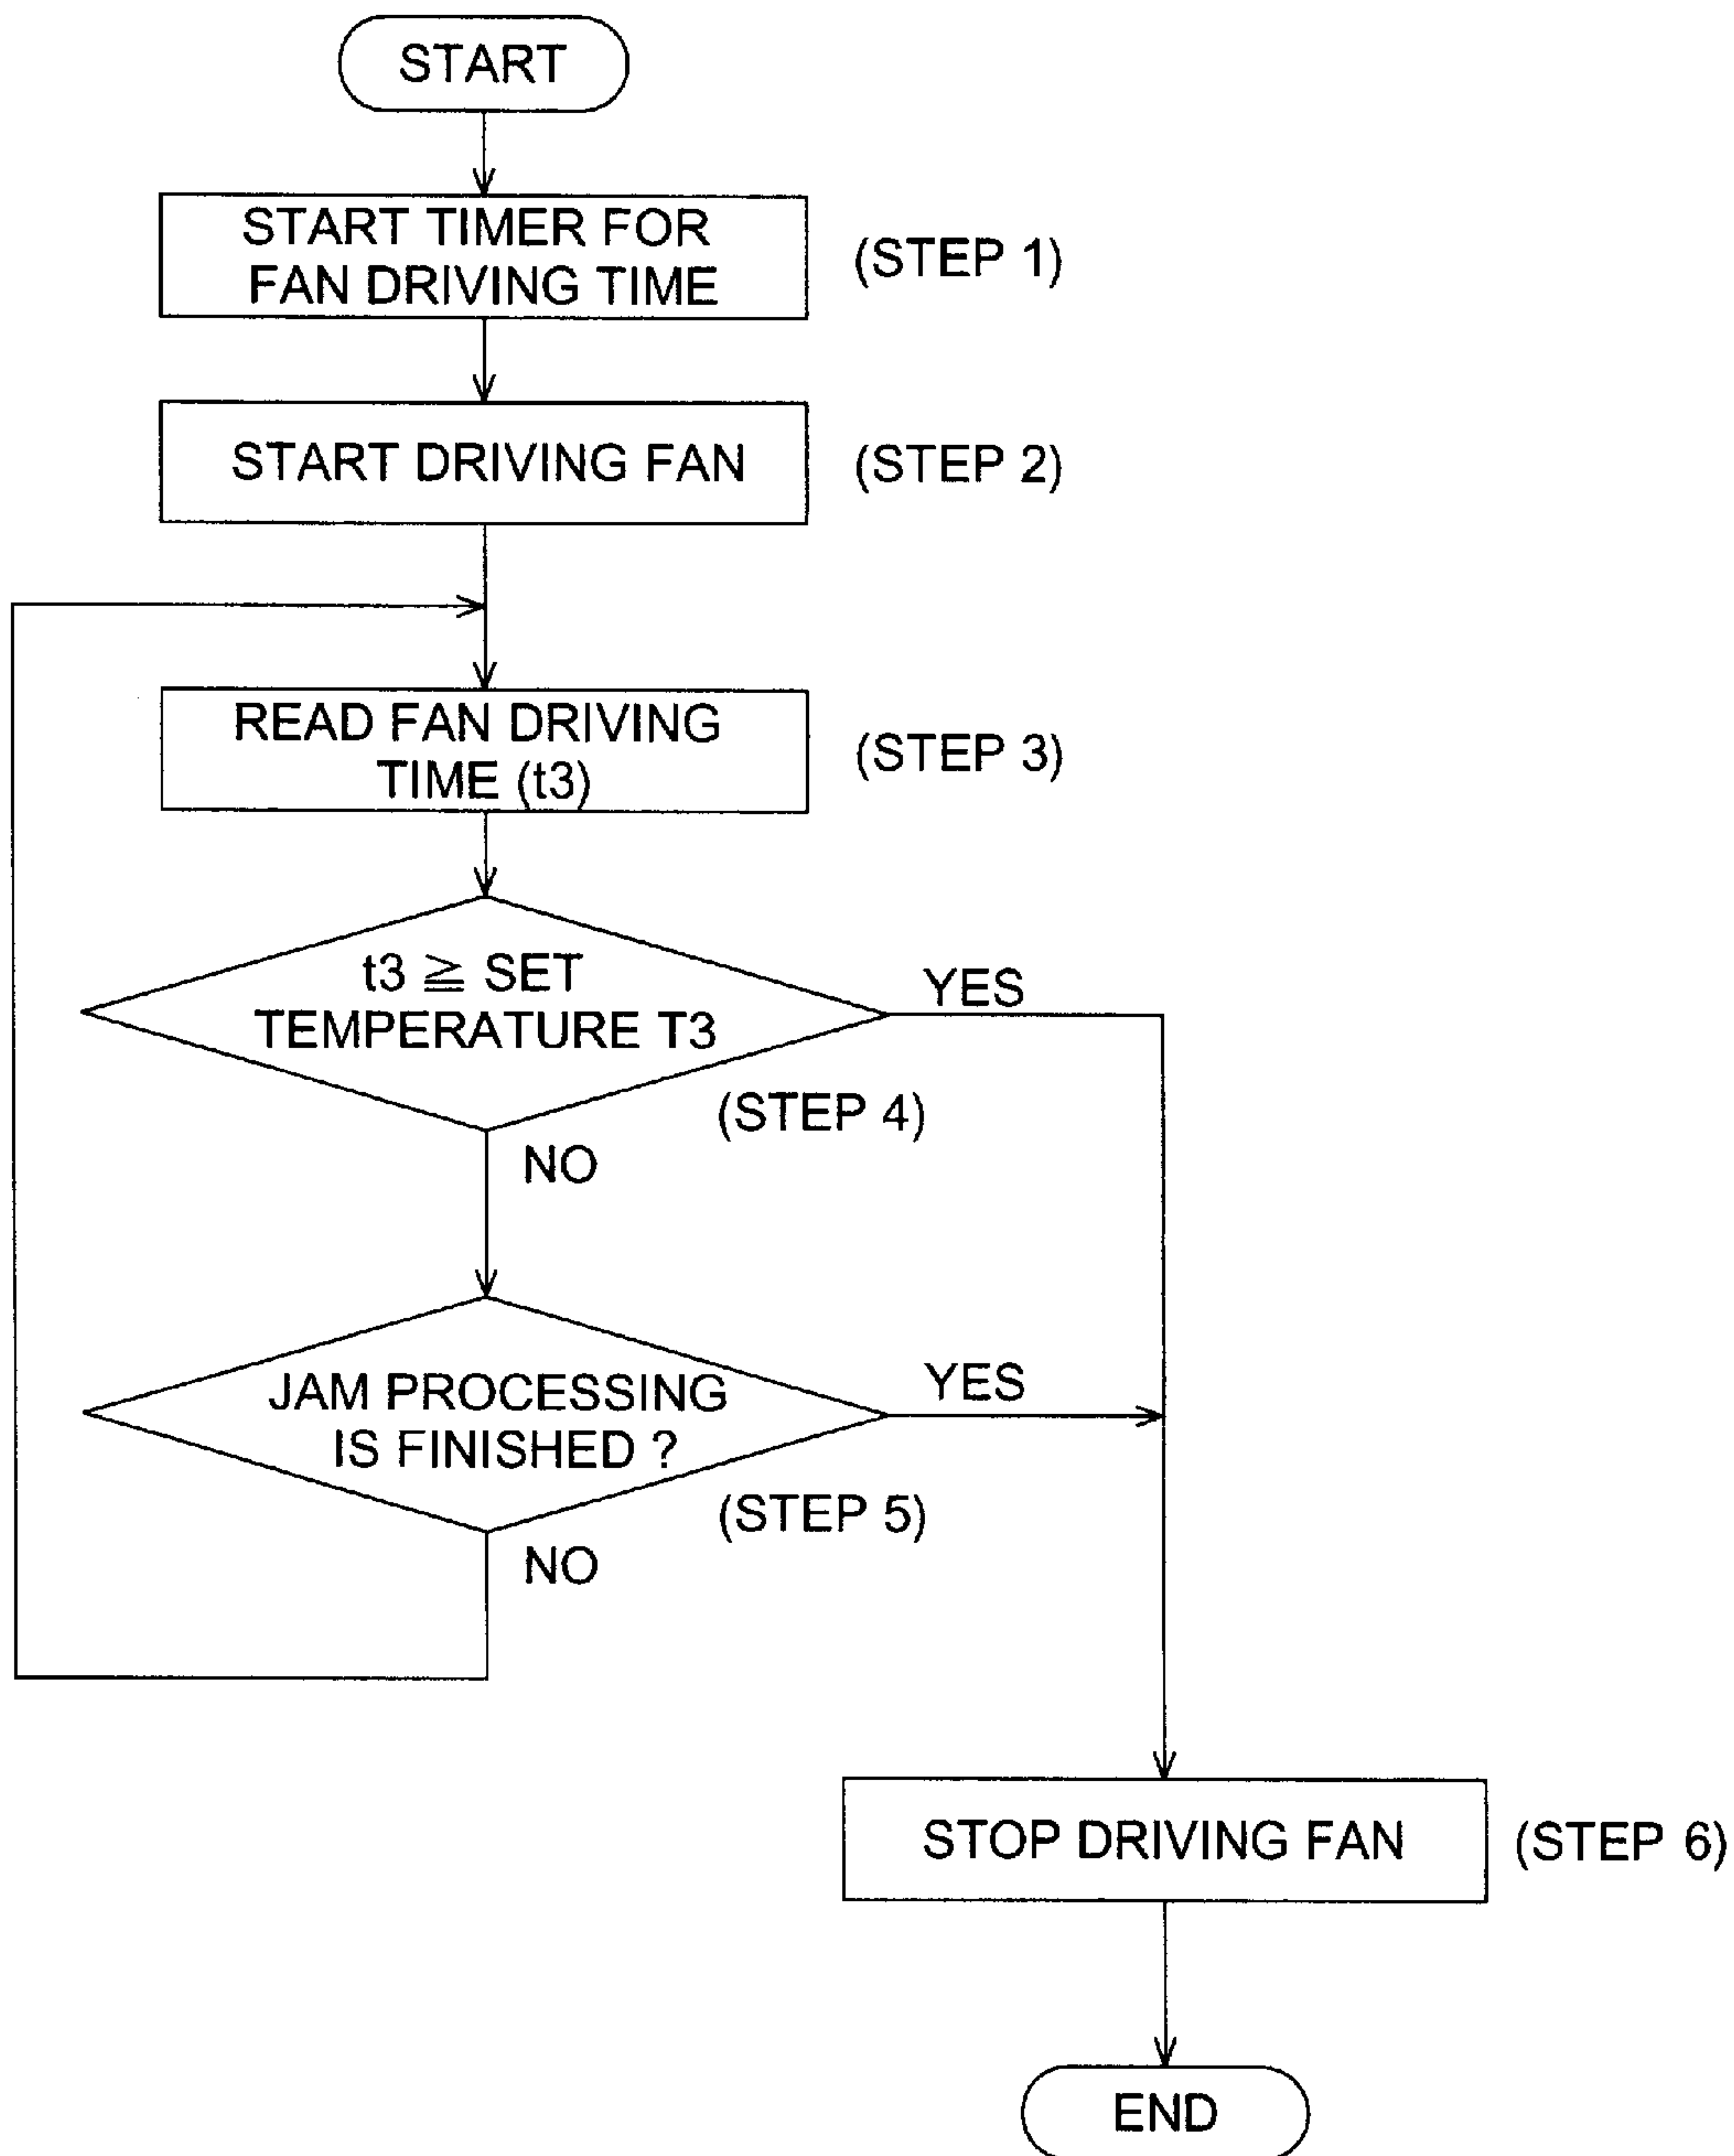 START
START TIMER FOR
FAN DRIVING TIME
(STEP 1)
START DRIVING FAN
(STEP 2)
READ FAN DRIVING
TIME (t3)
(STEP 3)
t3 ≧ SET
TEMPERATURE T3
YES
(STEP 4)
NO
JAM PROCESSING
IS FINISHED ?
YES
(STEP 5)
NO
STOP DRIVING FAN
(STEP 6)
END